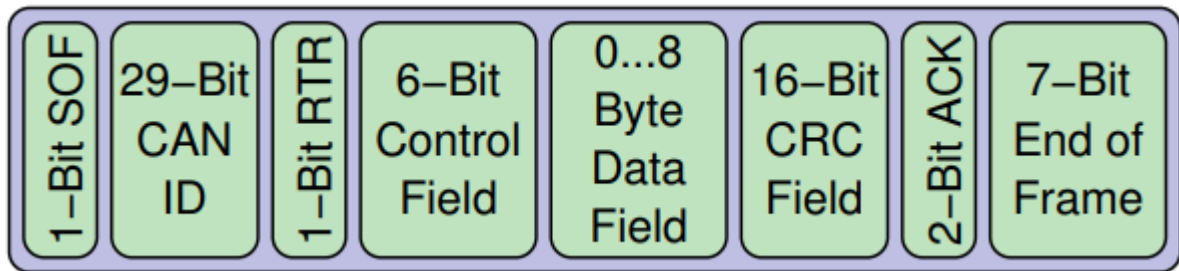 1–Bit SOF
29–Bit
CAN
ID
1–Bit RTR
6–Bit
Control
Field
0...8
Byte
Data
Field
16–Bit
CRC
Field
2–Bit ACK
7–Bit
End of
Frame